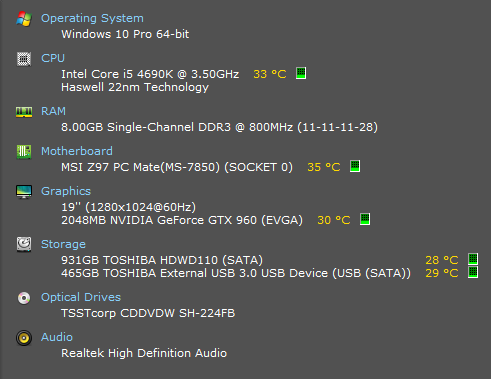 Operating System
Windows 10 Pro 64-bit
CPU
Intel Core i5 4690K @ 3.50GHz 33 °C
Haswell 22nm Technology
RAM
8.00GB Single-Channel DDR3 @ 800MHz (11-11-11-28)
Motherboard
MSI Z97 PC Mate(MS-7850) (SOCKET 0) 35 °C
Graphics
19" (1280x1024@60Hz)
2048MB NVIDIA GeForce GTX 960 (EVGA) 30 °C
Storage
931GB TOSHIBA HDWD110 (SATA) 28 °C
465GB TOSHIBA External USB 3.0 USB Device (USB (SATA)) 29 °C
Optical Drives
TSSTcorp CDDVDW SH-224FB
Audio
Realtek High Definition Audio